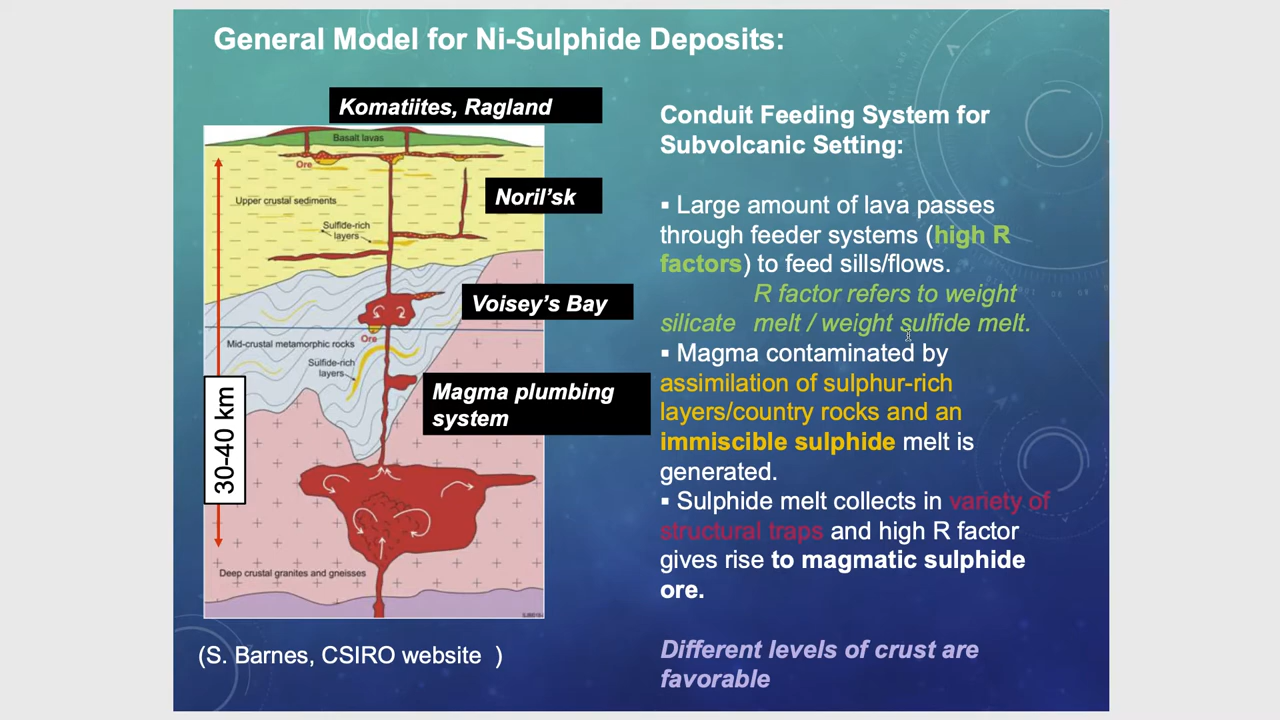 General Model for Ni-Sulphide Deposits:
Komatiites, Ragland
Basalt lavas
Ore
Upper crustal sediments
Noril’sk
Sulfide-rich
layers
Voisey’s Bay
Ore
Mid-crustal metamorphic rocks
Sulfide-rich
layers
Magma plumbing
system
30-40 km
Deep crustal granites and gneisses
(S. Barnes, CSIRO website )
Conduit Feeding System for
Subvolcanic Setting:
▪ Large amount of lava passes
through feeder systems (high R
factors) to feed sills/flows.
R factor refers to weight
silicate melt / weight sulfide melt.
▪ Magma contaminated by
assimilation of sulphur-rich
layers/country rocks and an
immiscible sulphide melt is
generated.
▪ Sulphide melt collects in variety of
structural traps and high R factor
gives rise to magmatic sulphide
ore.
Different levels of crust are
favorable